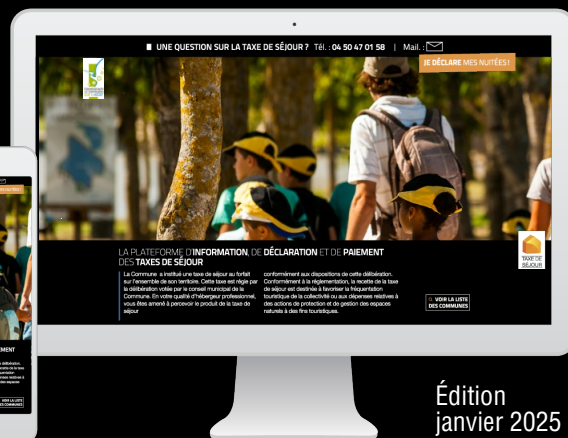 UNE QUESTION SUR LA TAXE DE SÉJOUR ? Tél. : 04 50 47 01 58 | Mail. :
JE DÉCLARE MES NUITÉES !
LA PLATEFORME D'INFORMATION, DE DÉCLARATION ET DE PAIEMENT
DES TAXES DE SÉJOUR
La Commune a institué une taxe de séjour au forfait
sur l'ensemble de son territoire. Cette taxe est régie par
la délibération votée par le conseil municipal de la
Commune. En votre qualité d'hébergeur professionnel,
vous êtes amené à percevoir le produit de la taxe de
séjour
conformément aux dispositions de cette délibération.
Conformément à la réglementation, la recette de la taxe
de séjour est destinée à favoriser la fréquentation
touristique de la collectivité ou aux dépenses relatives à
des actions de protection et de gestion des espaces
naturels à des fins touristiques.
TAXE DE
SÉJOUR
VOIR LA LISTE
DES COMMUNES
VOIR LA LISTE
DES COMMUNES
Édition
janvier 2025